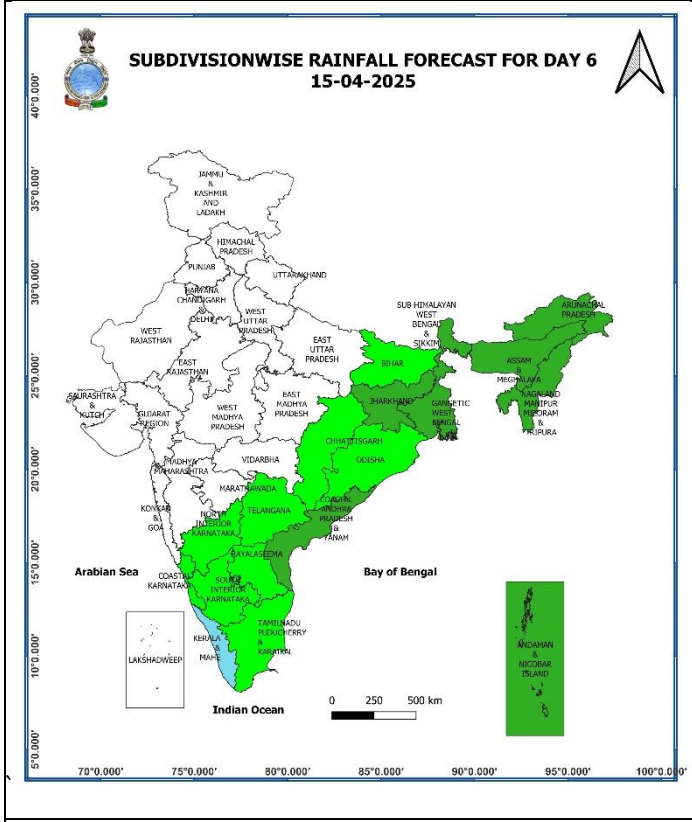 SUBDIVISIONWISE RAINFALL FORECAST FOR DAY 6
15-04-2025
40°0.000'
35°0.000'
30°0.000'
25°0.000'
20°0.000'
15°0.000'
10°0.000'
5°0.000'
JAMMU
&
KASHMIR
AND
LADAKH
HIMACHAL
PRADESH
PUNJAB
UTTARAKHAND
HARYANA
CHANDIGARH
&
DELHI
WEST
UTTAR
PRADESH
SUB-HIMALAYAN
WEST
BENGAL
&
SIKKIM
ARUNACHAL
PRADESH
WEST
RAJASTHAN
EAST
UTTAR
PRADESH
EAST
RAJASTHAN
BIHAR
ASSAM
&
MEGHALAYA
SAURASHTRA
&
KUTCH
GUJARAT
REGION
WEST
MADHYA
PRADESH
EAST
MADHYA
PRADESH
JHARKHAND
GANGETIC
WEST
BENGAL
NAGALAND
MANIPUR
MIZORAM
&
TRIPURA
CHHATTISGARH
ODISHA
MADHYA
MAHARASHTRA
VIDARBHA
MARATHAWADA
KONKAN
&
GOA
NORTH
INTERIOR
KARNATAKA
TELANGANA
COASTAL
ANDHRA
PRADESH
&
YANAM
RAYALASEEMA
Arabian Sea
Bay of Bengal
COASTAL
KARNATAKA
SOUTH
INTERIOR
KARNATAKA
TAMILNADU
PUDUCHERRY
&
KARAIKAL
KERALA
&
MAHE
LAKSHADWEEP
ANDAMAN
&
NICOBAR
ISLAND
Indian Ocean
0 250 500 km
70°0.000' 75°0.000' 80°0.000' 85°0.000' 90°0.000' 95°0.000' 100°0.000'